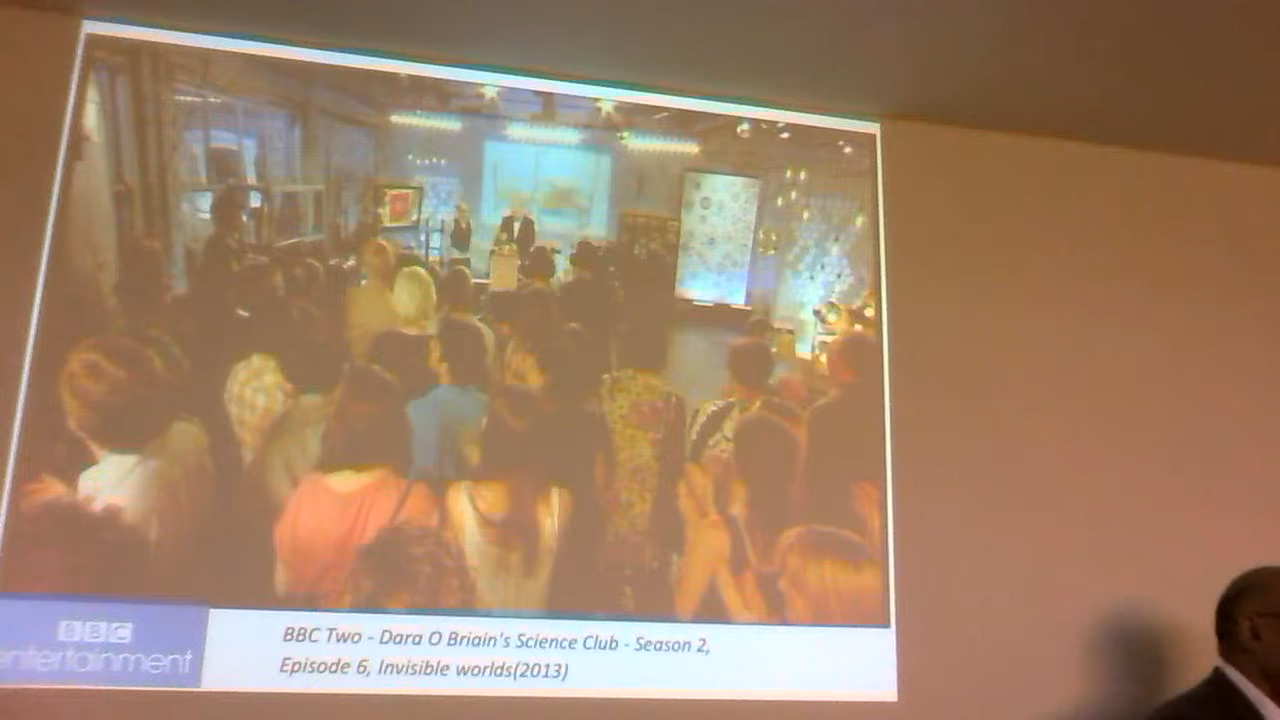 BBC
entertainment
BBC Two - Dara O Briain's Science Club - Season 2,
Episode 6, Invisible worlds(2013)